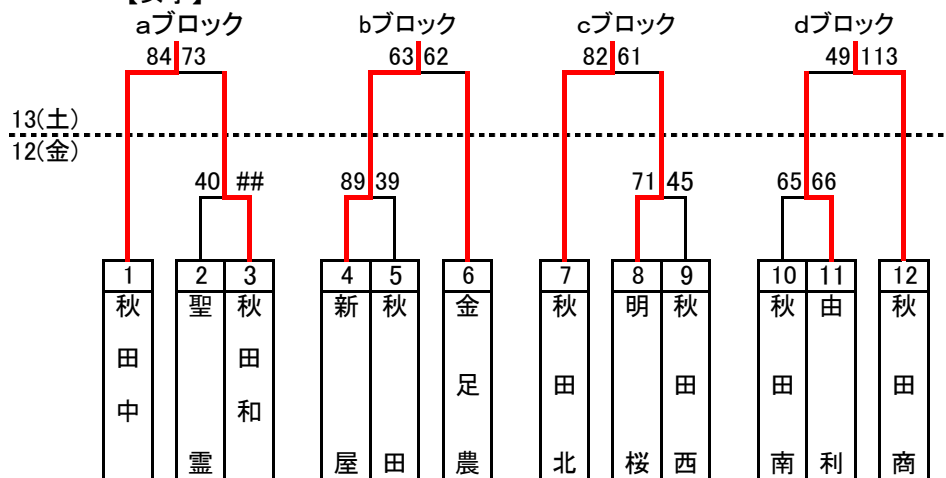 aブロック bブロック cブロック dブロック
84 73 63 62 82 61 49 113
13(土)
12(金)
40 ## 89 39 71 45 65 66
1 2 3 4 5 6 7 8 9 10 11 12
秋田中
聖霊
秋田和
新屋
秋田
金足農
秋田北
明桜
秋田西
秋田南
由利
秋田商